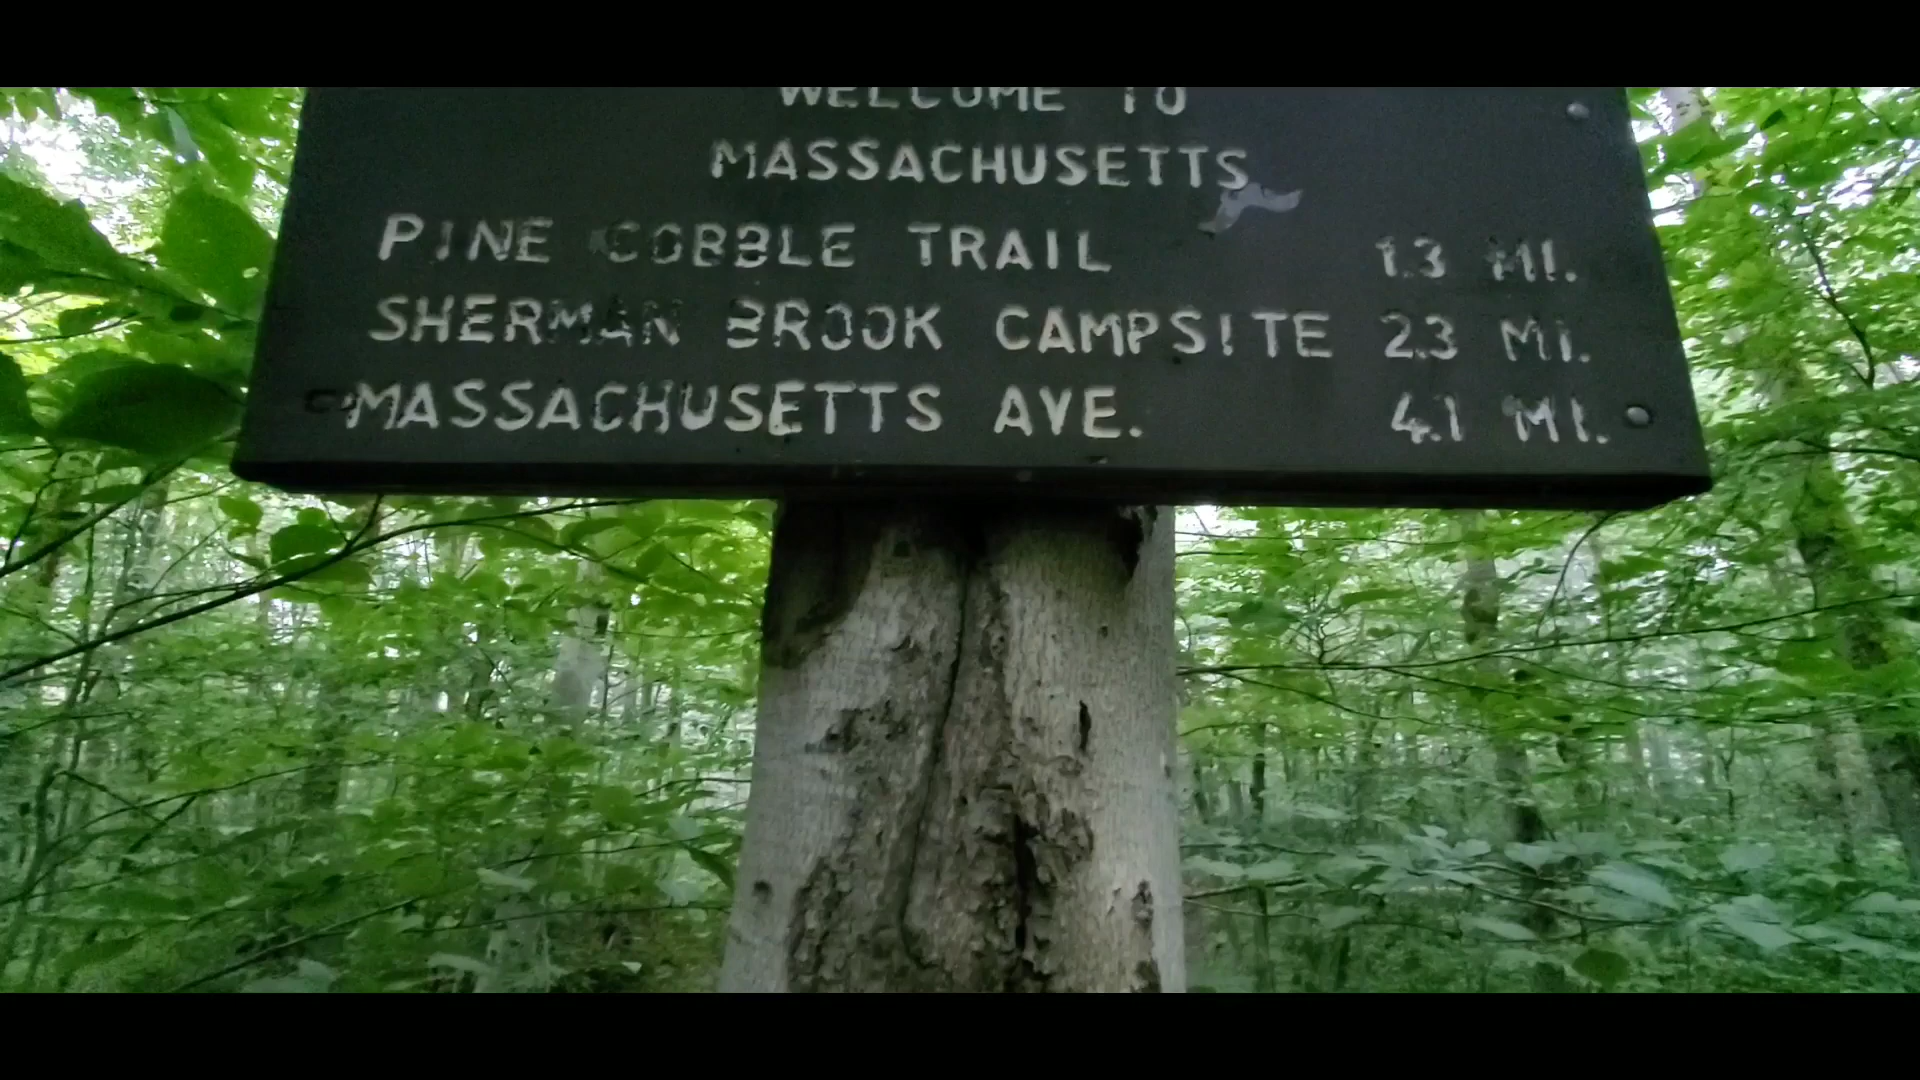 WELCOME TO
MASSACHUSETTS
PINE COBBLE TRAIL 1.3 MI.
SHERMAN BROOK CAMPSITE 2.3 MI.
MASSACHUSETTS AVE. 4.1 MI.